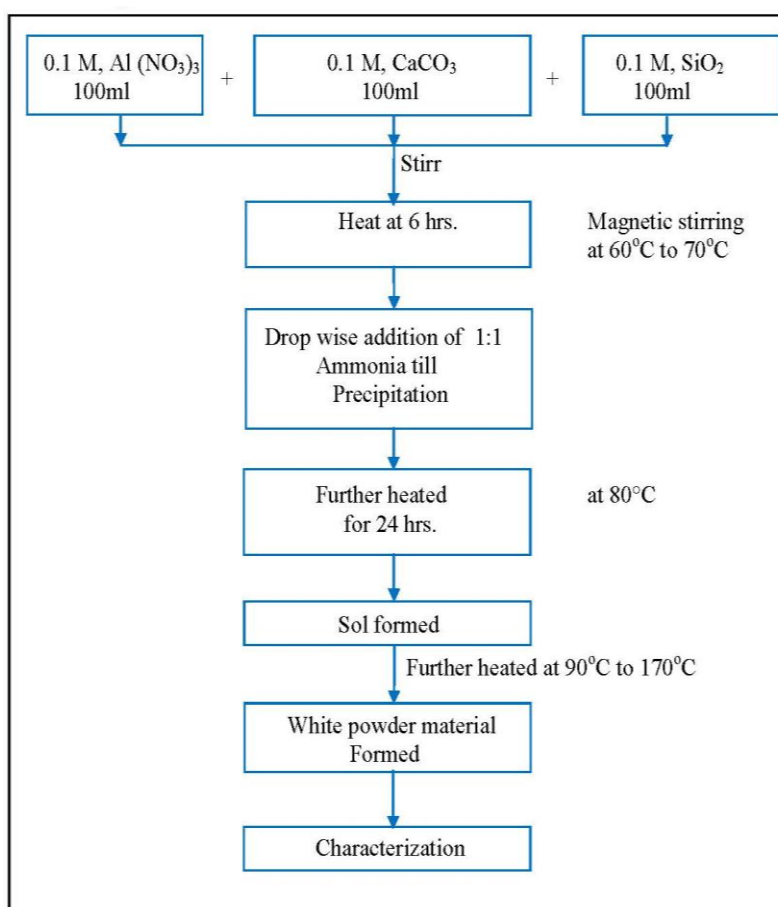 0.1 M, Al (NO₃)₃ + 0.1 M, CaCO₃ + 0.1 M, SiO₂
100ml 100ml 100ml
Stirr
Heat at 6 hrs. Magnetic stirring
at 60°C to 70°C
Drop wise addition of 1:1
Ammonia till
Precipitation
Further heated at 80°C
for 24 hrs.
Sol formed
Further heated at 90°C to 170°C
White powder material
Formed
Characterization